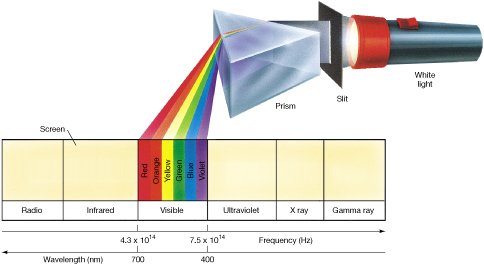 White
light
Slit
Prism
Screen
Red
Orange
Yellow
Green
Blue
Violet
Radio Infrared Visible Ultraviolet X ray Gamma ray
4.3 x 10¹⁴ 7.5 x 10¹⁴ Frequency (Hz)
Wavelength (nm) 700 400